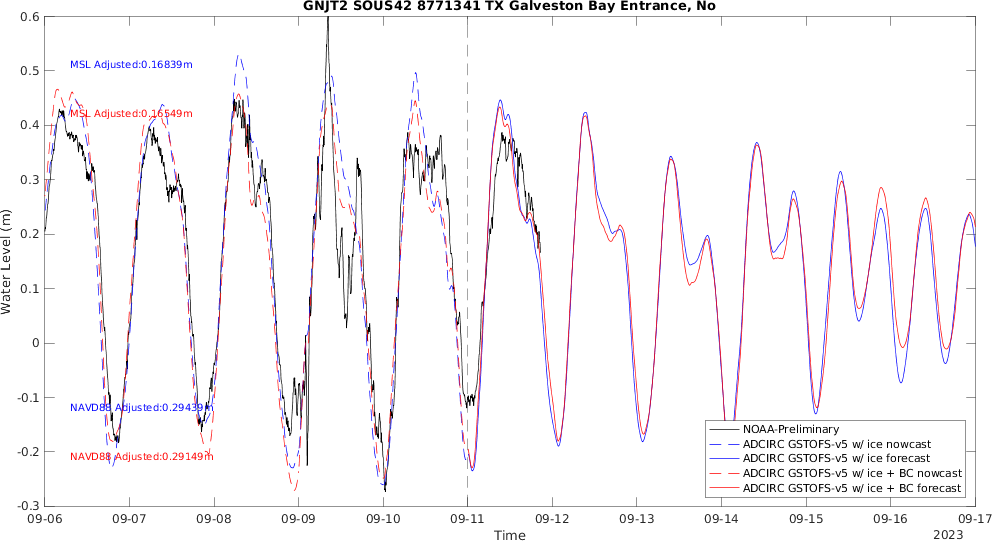 GNJT2 SOUS42 8771341 TX Galveston Bay Entrance, No
0.6
0.5
0.4
0.3
0.2
0.1
0
-0.1
-0.2
-0.3
Water Level (m)
MSL Adjusted:0.16839m
MSL Adjusted:0.16549m
NAVD88 Adjusted:0.29439m
NAVD88 Adjusted:0.29149m
NOAA-Preliminary
ADCIRC GSTOFS-v5 w/ ice nowcast
ADCIRC GSTOFS-v5 w/ ice forecast
ADCIRC GSTOFS-v5 w/ ice + BC nowcast
ADCIRC GSTOFS-v5 w/ ice + BC forecast
09-06 09-07 09-08 09-09 09-10 09-11 09-12 09-13 09-14 09-15 09-16 09-17
Time
2023